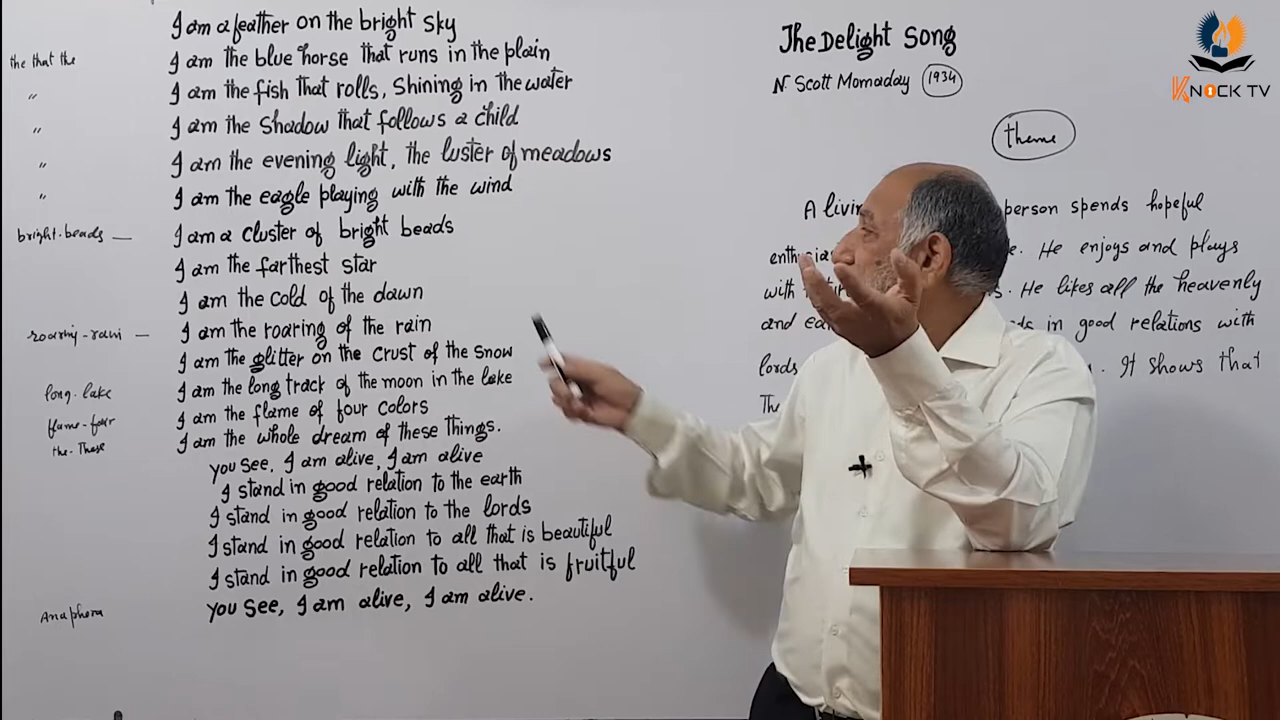 I am a feather on the bright sky
the that the I am the blue horse that runs in the plain
" I am the fish that rolls, shining in the water
" I am the shadow that follows a child
" I am the evening light, the luster of meadows
" I am the eagle playing with the wind
bright-beads — I am a cluster of bright beads
I am the farthest star
I am the cold of the dawn
roaring-rain — I am the roaring of the rain
I am the glitter on the crust of the snow
long-lake I am the long track of the moon in the lake
flame-four I am the flame of four colors
the-these I am the whole dream of these things.
you see, I am alive, I am alive
I stand in good relation to the earth
I stand in good relation to the lords
I stand in good relation to all that is beautiful
I stand in good relation to all that is fruitful
Anaphora you see, I am alive, I am alive.
The Delight Song
N. Scott Momaday 1934
theme
A person spends hopeful
He enjoys and plays
with He likes all the heavenly
and in good relations with
lords It shows that
KNOCK TV